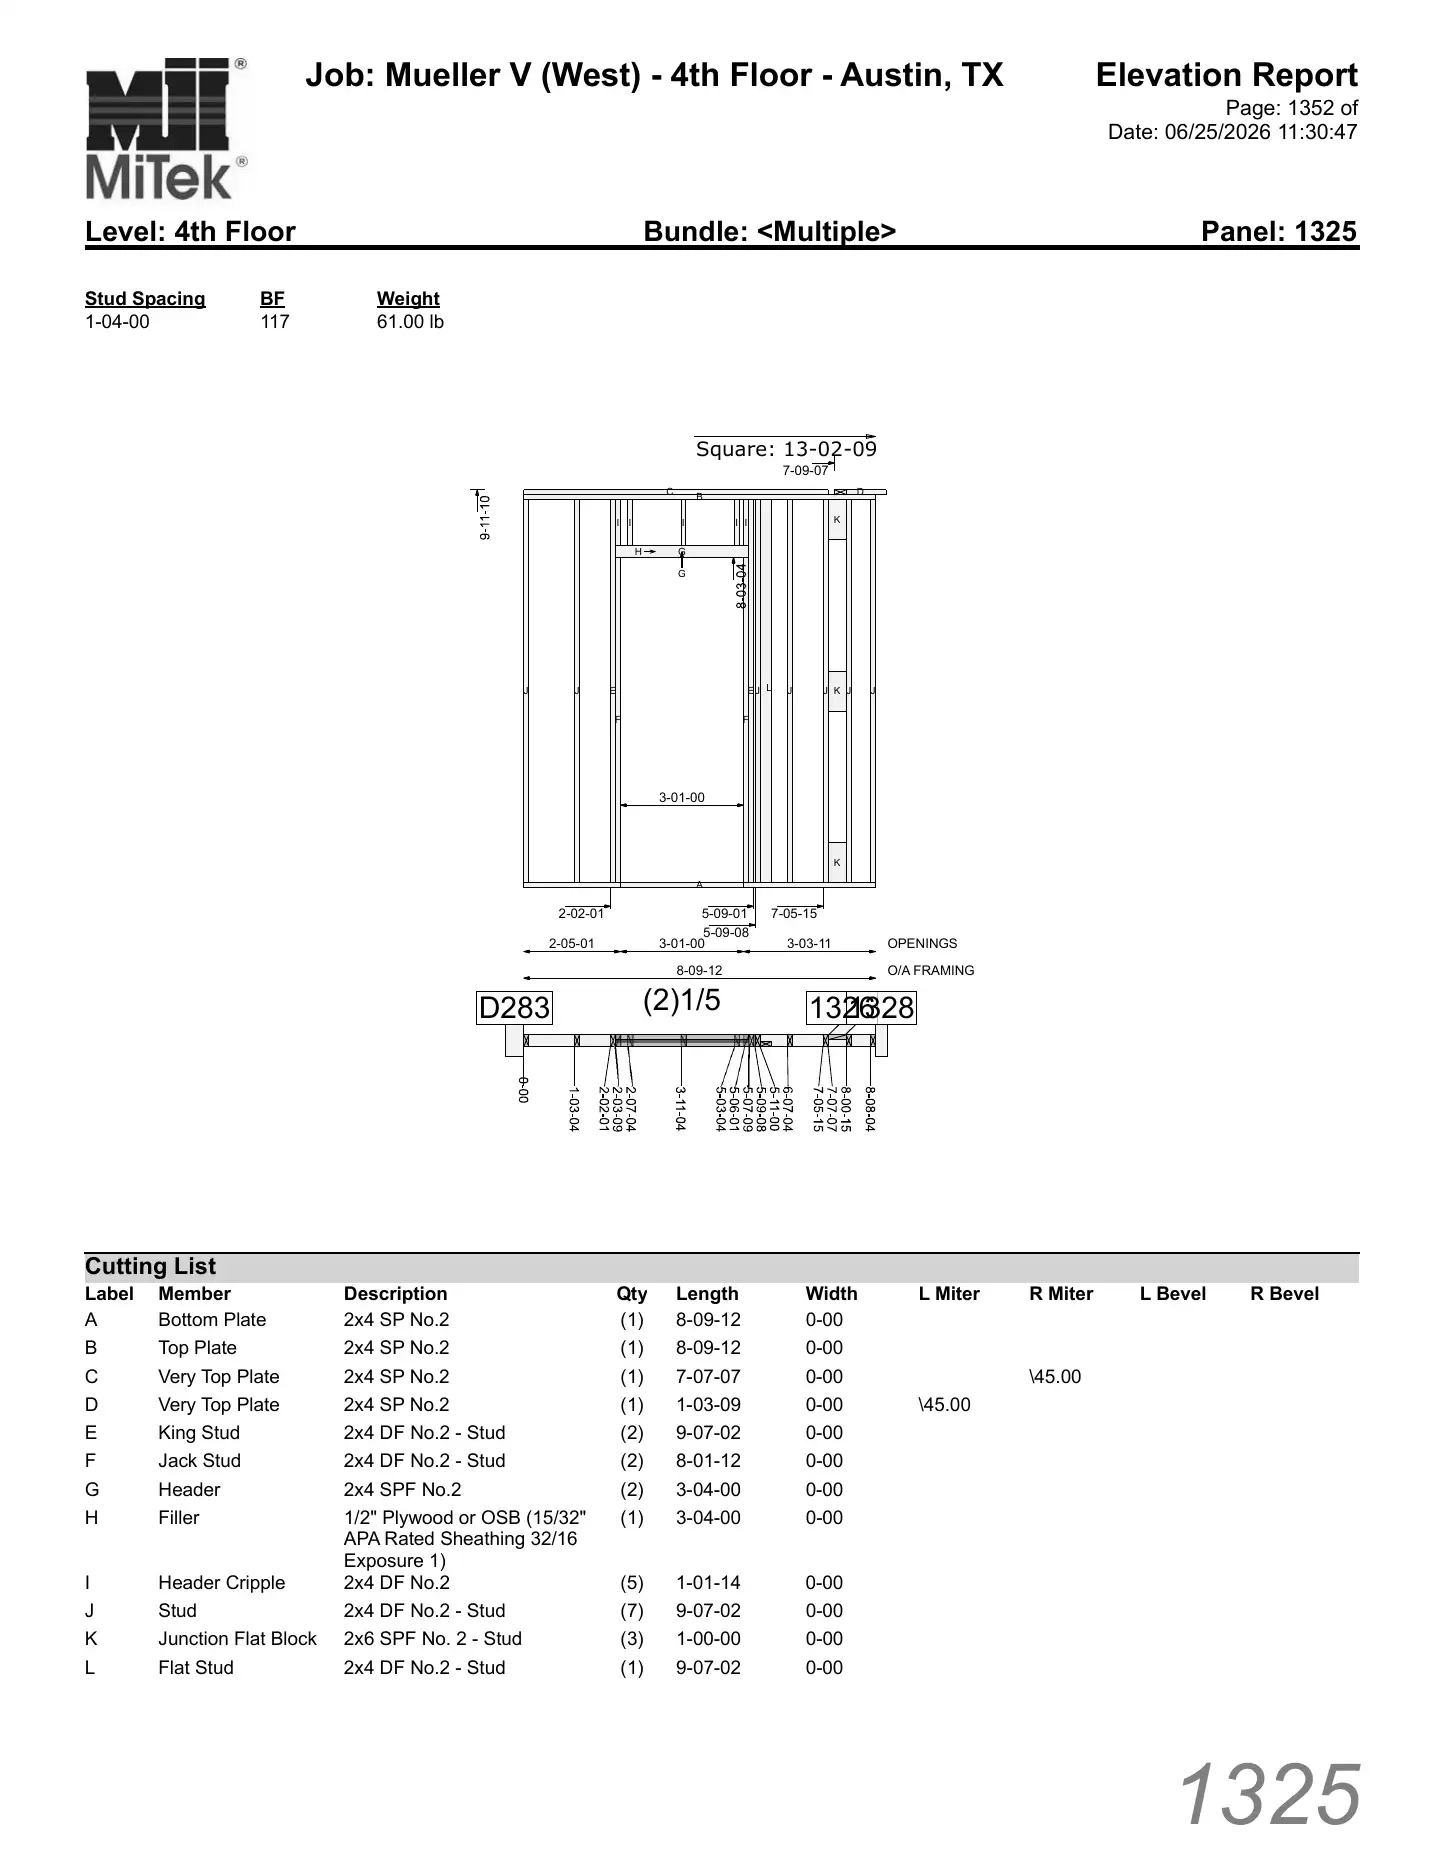 Job: Mueller V (West) - 4th Floor - Austin, TX
Elevation Report
Page: 1352 of
Date: 06/25/2026 11:30:47
MiTek®
Level: 4th Floor Bundle: <Multiple> Panel: 1325
Stud Spacing BF Weight
1-04-00 117 61.00 lb
Square: 13-02-09
7-09-07
C B D
9-11-10
I I I I I K
H G
G
8-03-04
J J E E J L J J K J J
F F
3-01-00
K
A
2-02-01 5-09-01 7-05-15
5-09-08
2-05-01 3-01-00 3-03-11 OPENINGS
8-09-12 O/A FRAMING
D283 (2)1/5 1326 1328
0-00 1-03-04 2-02-01 2-03-09 2-07-04 3-11-04 5-03-04 5-06-01 5-07-09 5-09-08 5-11-00 6-07-04 7-05-15 7-07-07 8-00-15 8-08-04
Cutting List
Label Member Description Qty Length Width L Miter R Miter L Bevel R Bevel
A Bottom Plate 2x4 SP No.2 (1) 8-09-12 0-00
B Top Plate 2x4 SP No.2 (1) 8-09-12 0-00
C Very Top Plate 2x4 SP No.2 (1) 7-07-07 0-00 \45.00
D Very Top Plate 2x4 SP No.2 (1) 1-03-09 0-00 \45.00
E King Stud 2x4 DF No.2 - Stud (2) 9-07-02 0-00
F Jack Stud 2x4 DF No.2 - Stud (2) 8-01-12 0-00
G Header 2x4 SPF No.2 (2) 3-04-00 0-00
H Filler 1/2" Plywood or OSB (15/32" (1) 3-04-00 0-00
APA Rated Sheathing 32/16
Exposure 1)
I Header Cripple 2x4 DF No.2 (5) 1-01-14 0-00
J Stud 2x4 DF No.2 - Stud (7) 9-07-02 0-00
K Junction Flat Block 2x6 SPF No. 2 - Stud (3) 1-00-00 0-00
L Flat Stud 2x4 DF No.2 - Stud (1) 9-07-02 0-00
1325